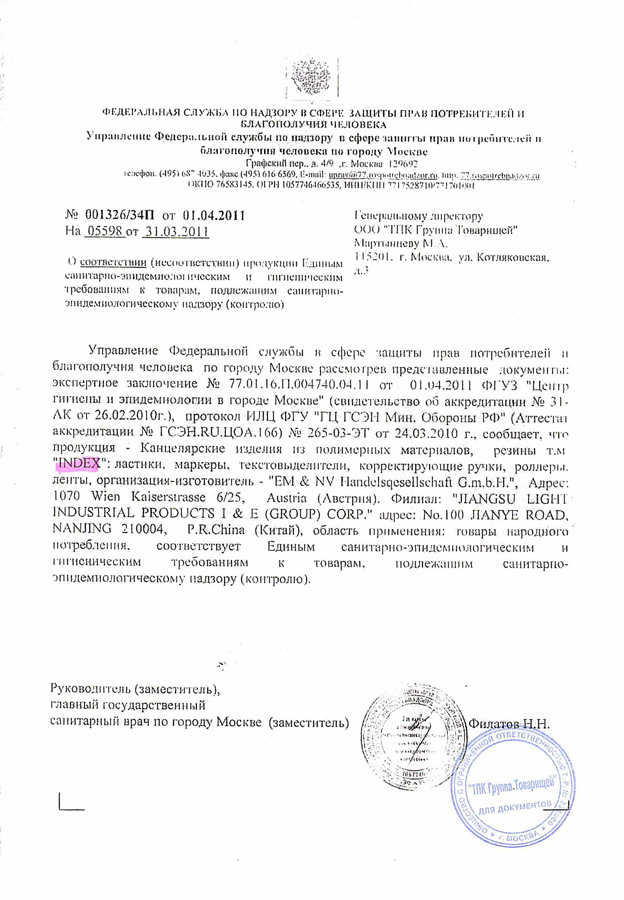 ФЕДЕРАЛЬНАЯ СЛУЖБА ПО НАДЗОРУ В СФЕРЕ ЗАЩИТЫ ПРАВ ПОТРЕБИТЕЛЕЙ И
БЛАГОПОЛУЧИЯ ЧЕЛОВЕКА
Управление Федеральной службы по надзору в сфере защиты прав потребителей и
благополучия человека по городу Москве
Графский пер., д. 4/9 ,г. Москва 129692
телефон. (495) 687 4035, факс (495) 616 6569, E-mail: uprav@77.rospotrebnadzor.ru, http: 77.rospotrebnadzor.ru
ОКПО 76583145, ОГРН 1057746466535, ИНН/КПП 7717528710/771701001
№ 001326/34П от 01.04.2011
На 05598 от 31.03.2011
Генеральному директору
ООО "ТПК Группа Товарищей"
Мартынцеву М.А.
115201, г. Москва, ул. Котляковская,
д.3
О соответствии (несоответствии) продукции Единым
санитарно-эпидемиологическим и гигиеническим
требованиям к товарам, подлежащим санитарно-
эпидемиологическому надзору (контролю)
Управление Федеральной службы в сфере защиты прав потребителей и
благополучия человека по городу Москве рассмотрев представленные документы:
экспертное заключение № 77.01.16.П.004740.04.11 от 01.04.2011 ФГУЗ "Центр
гигиены и эпидемиологии в городе Москве" (свидетельство об аккредитации № 31-
АК от 26.02.2010г.), протокол ИЛЦ ФГУ "ГЦ ГСЭН Мин. Обороны РФ" (Аттестат
аккредитации № ГСЭН.RU.ЦОА.166) № 265-03-ЭТ от 24.03.2010 г., сообщает, что
продукция - Канцелярские изделия из полимерных материалов, резины т.м
"INDEX": ластики, маркеры, текстовыделители, корректирующие ручки, роллеры,
ленты, организация-изготовитель - "EM & NV Handelsqesellschaft G.m.b.H.", Адрес:
1070 Wien Kaiserstrasse 6/25, Austria (Австрия). Филиал: "JIANGSU LIGHT
INDUSTRIAL PRODUCTS I & E (GROUP) CORP." адрес: No.100 JIANYE ROAD,
NANJING 210004, P.R.China (Китай), область применения: товары народного
потребления, соответствует Единым санитарно-эпидемиологическим и
гигиеническим требованиям к товарам, подлежащим санитарно-
эпидемиологическому надзору (контролю).
Руководитель (заместитель),
главный государственный
санитарный врач по городу Москве (заместитель)
Филатов Н.Н.
ОБЩЕСТВО С ОГРАНИЧЕННОЙ ОТВЕТСТВЕННОСТЬЮ
"ТПК Группа Товарищей"
ДЛЯ ДОКУМЕНТОВ
* г. МОСКВА *